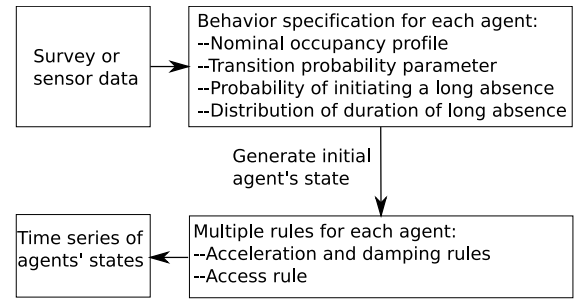 Survey or
sensor data
Behavior specification for each agent:
--Nominal occupancy profile
--Transition probability parameter
--Probability of initiating a long absence
--Distribution of duration of long absence
Generate initial
agent's state
Multiple rules for each agent:
--Acceleration and damping rules
--Access rule
Time series of
agents' states